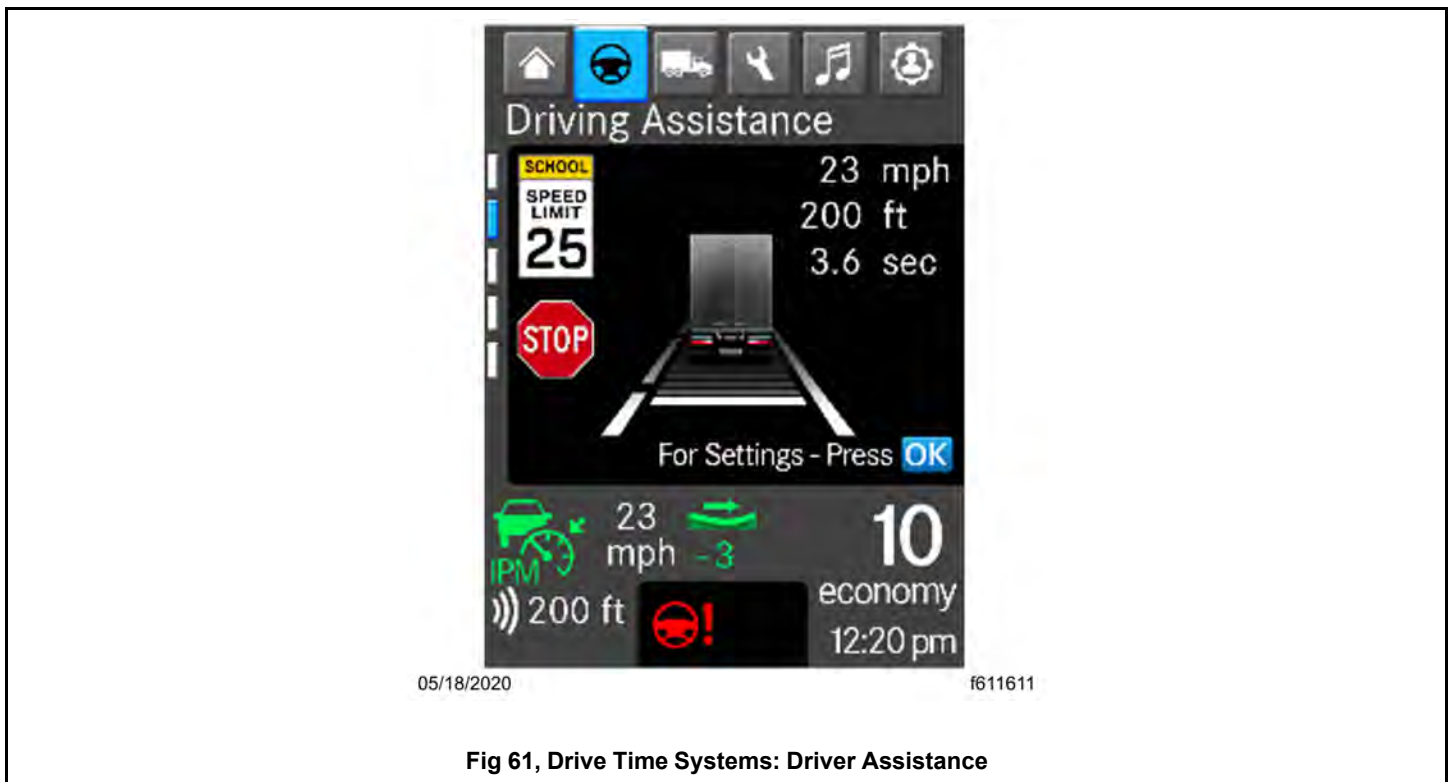 Driving Assistance
SCHOOL
SPEED
LIMIT
25
23 mph
200 ft
3.6 sec
STOP
For Settings - Press OK
IPM
23
mph
-3
10
economy
200 ft
!
12:20 pm
05/18/2020
f611611
Fig 61, Drive Time Systems: Driver Assistance